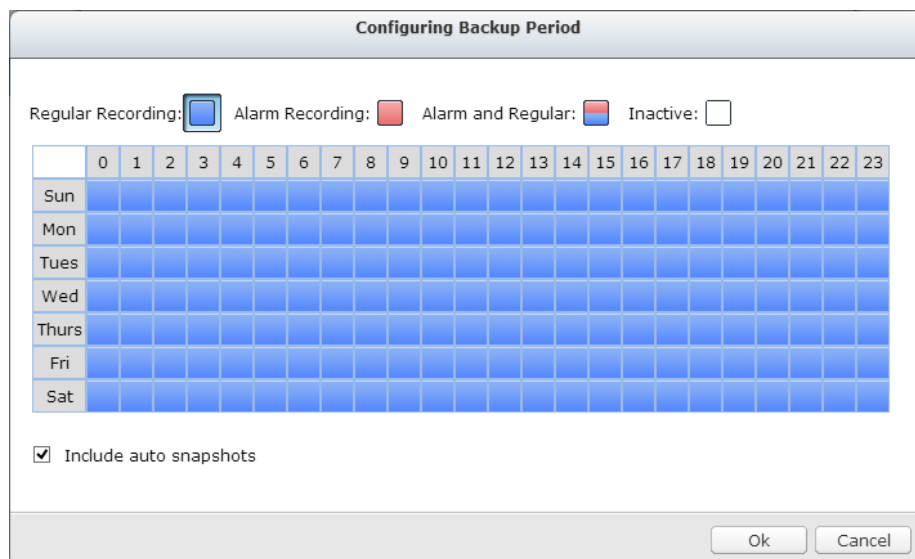 Configuring Backup Period
Regular Recording: Alarm Recording: Alarm and Regular: Inactive:
0 1 2 3 4 5 6 7 8 9 10 11 12 13 14 15 16 17 18 19 20 21 22 23
Sun
Mon
Tues
Wed
Thurs
Fri
Sat
Include auto snapshots
Ok Cancel